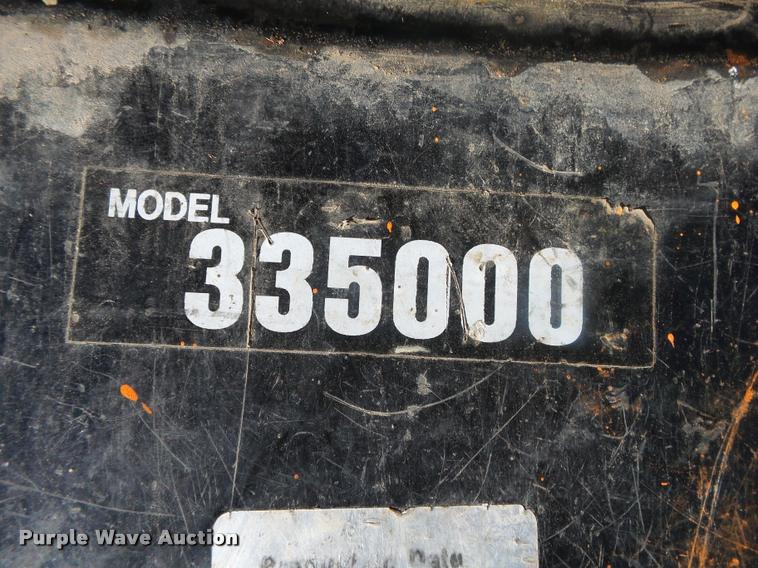 MODEL
335000
Purple Wave Auction